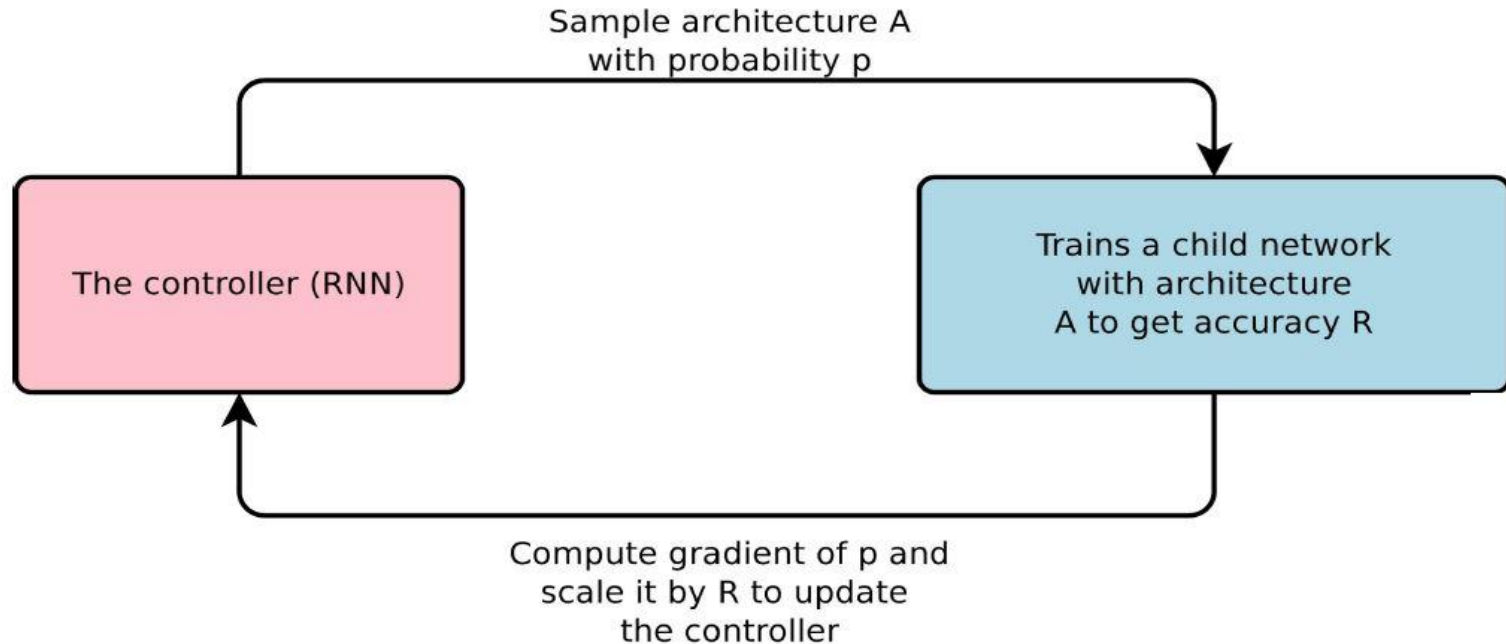 Sample architecture A
with probability p
The controller (RNN)
Trains a child network
with architecture
A to get accuracy R
Compute gradient of p and
scale it by R to update
the controller